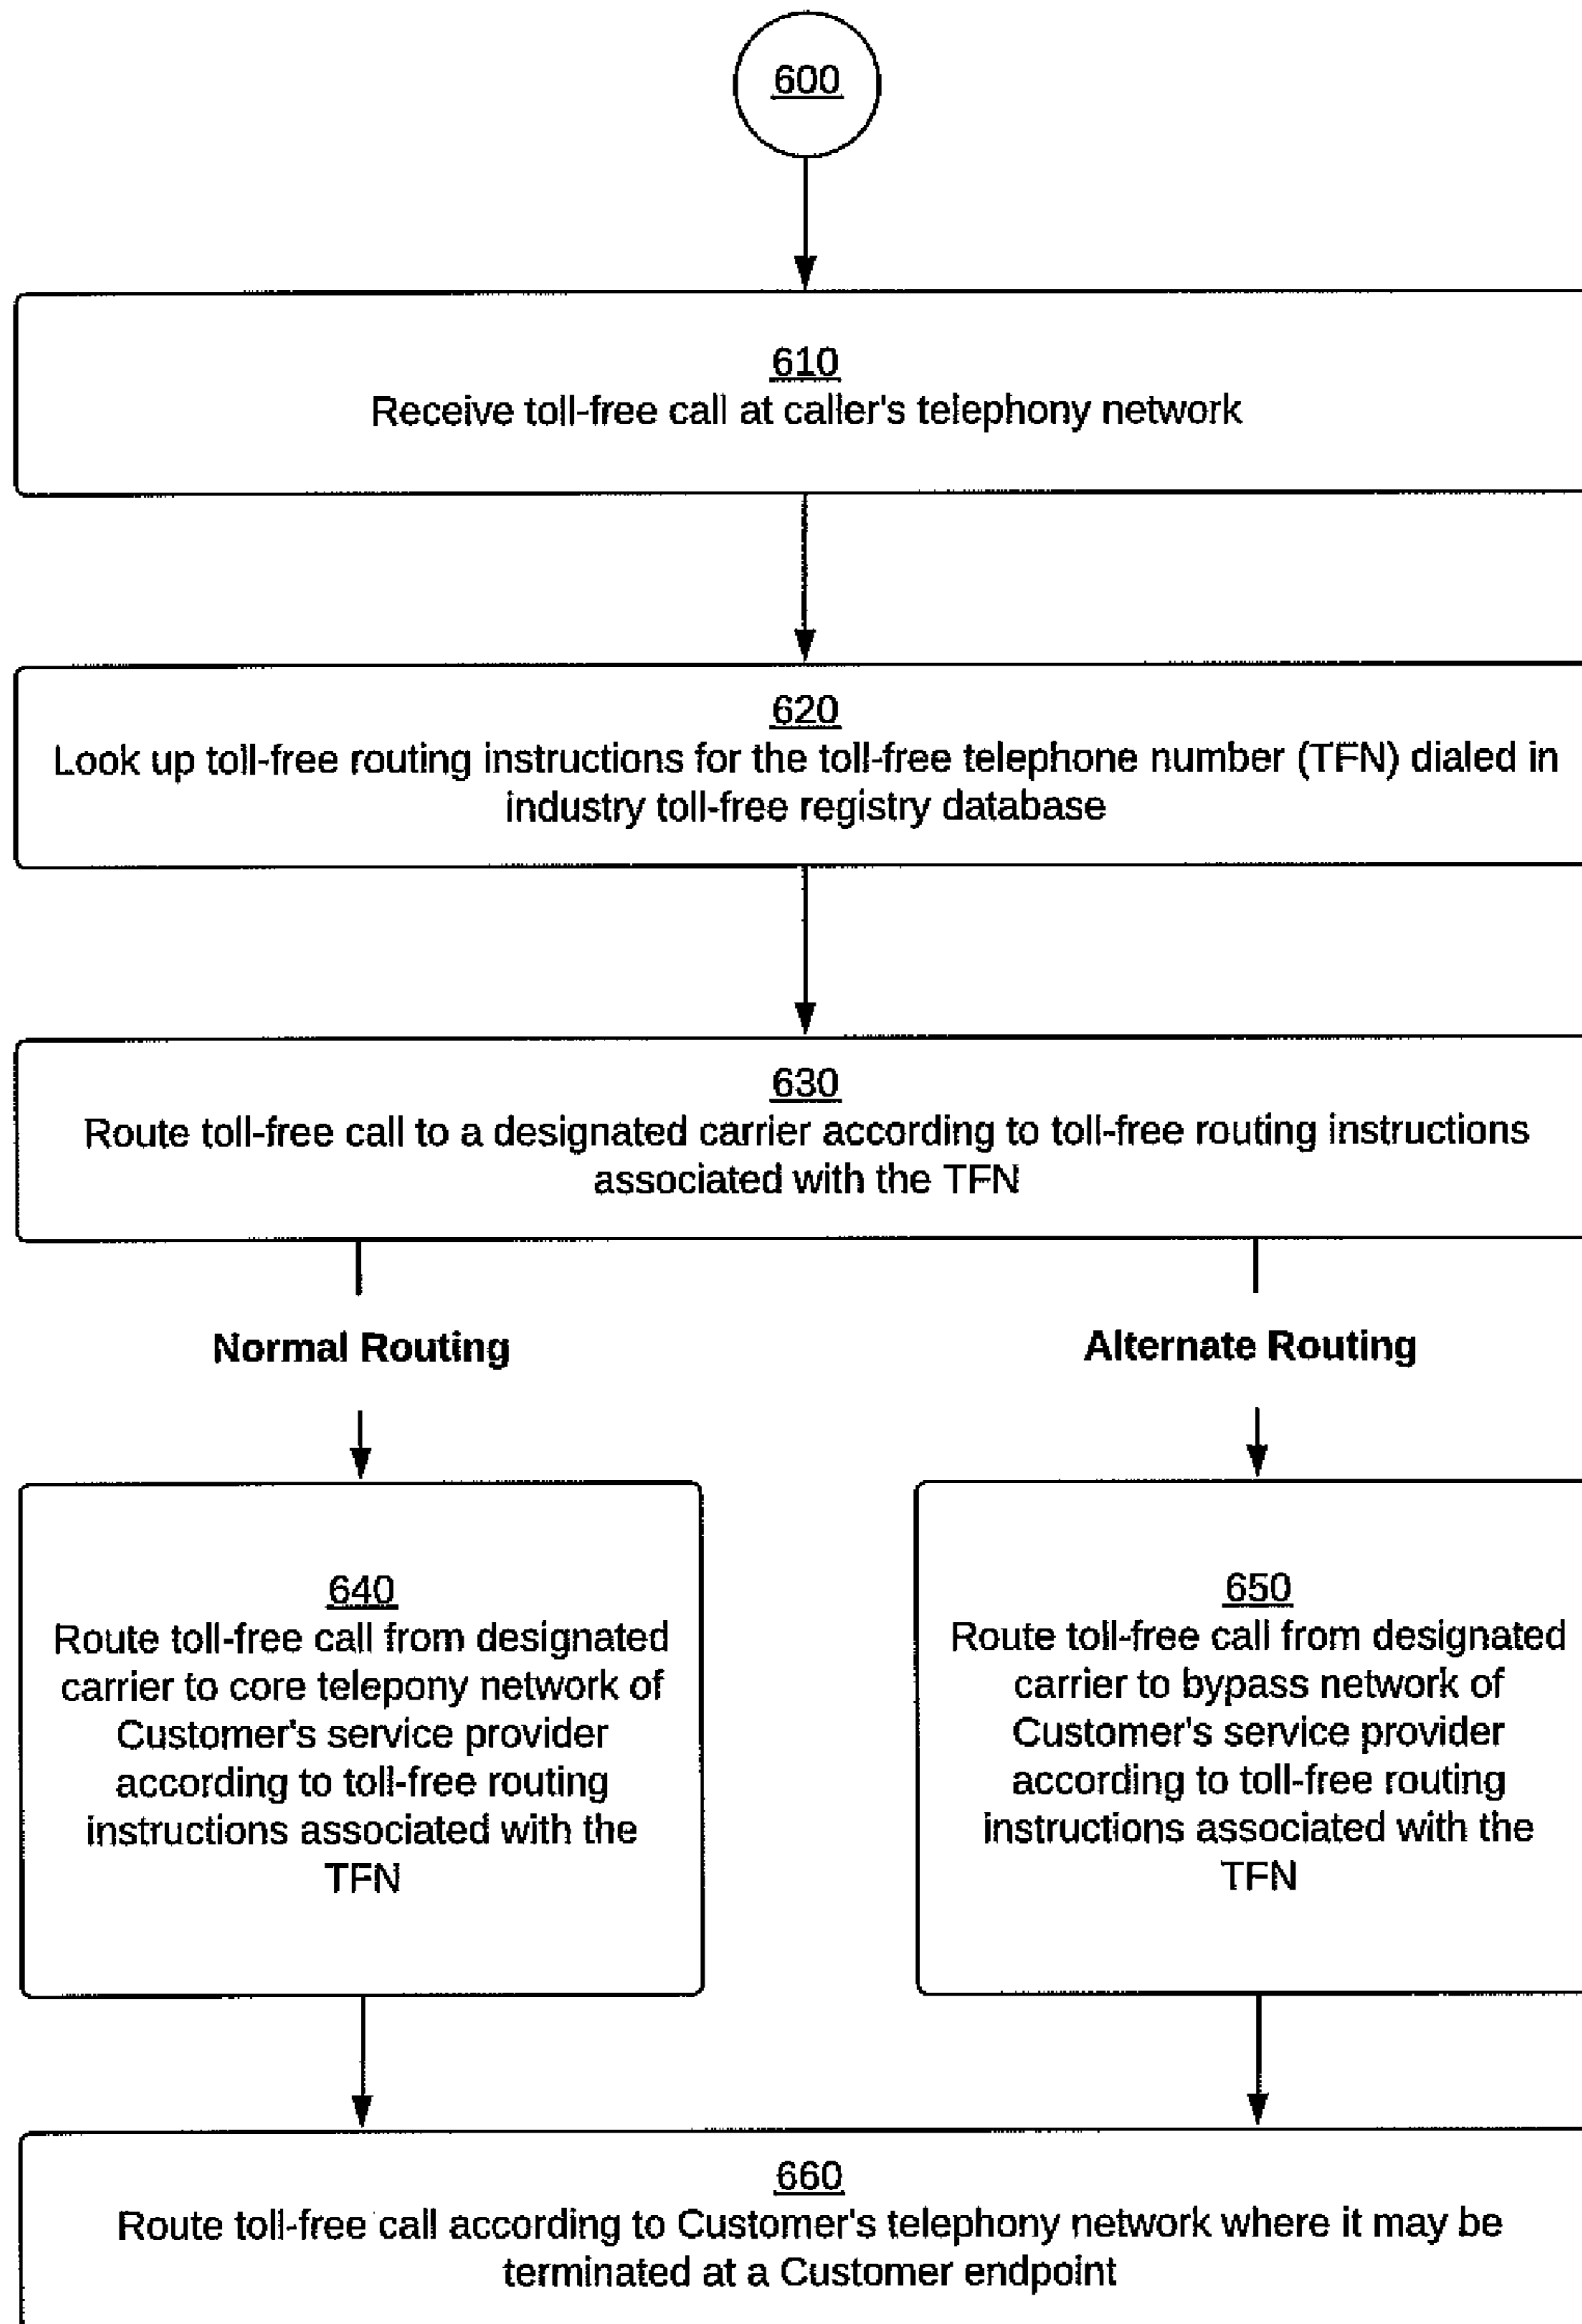 600
610
Receive toll-free call at caller's telephony network
620
Look up toll-free routing instructions for the toll-free telephone number (TFN) dialed in
industry toll-free registry database
630
Route toll-free call to a designated carrier according to toll-free routing instructions
associated with the TFN
Normal Routing
Alternate Routing
640
Route toll-free call from designated
carrier to core telepony network of
Customer's service provider
according to toll-free routing
instructions associated with the
TFN
650
Route toll-free call from designated
carrier to bypass network of
Customer's service provider
according to toll-free routing
instructions associated with the
TFN
660
Route toll-free call according to Customer's telephony network where it may be
terminated at a Customer endpoint